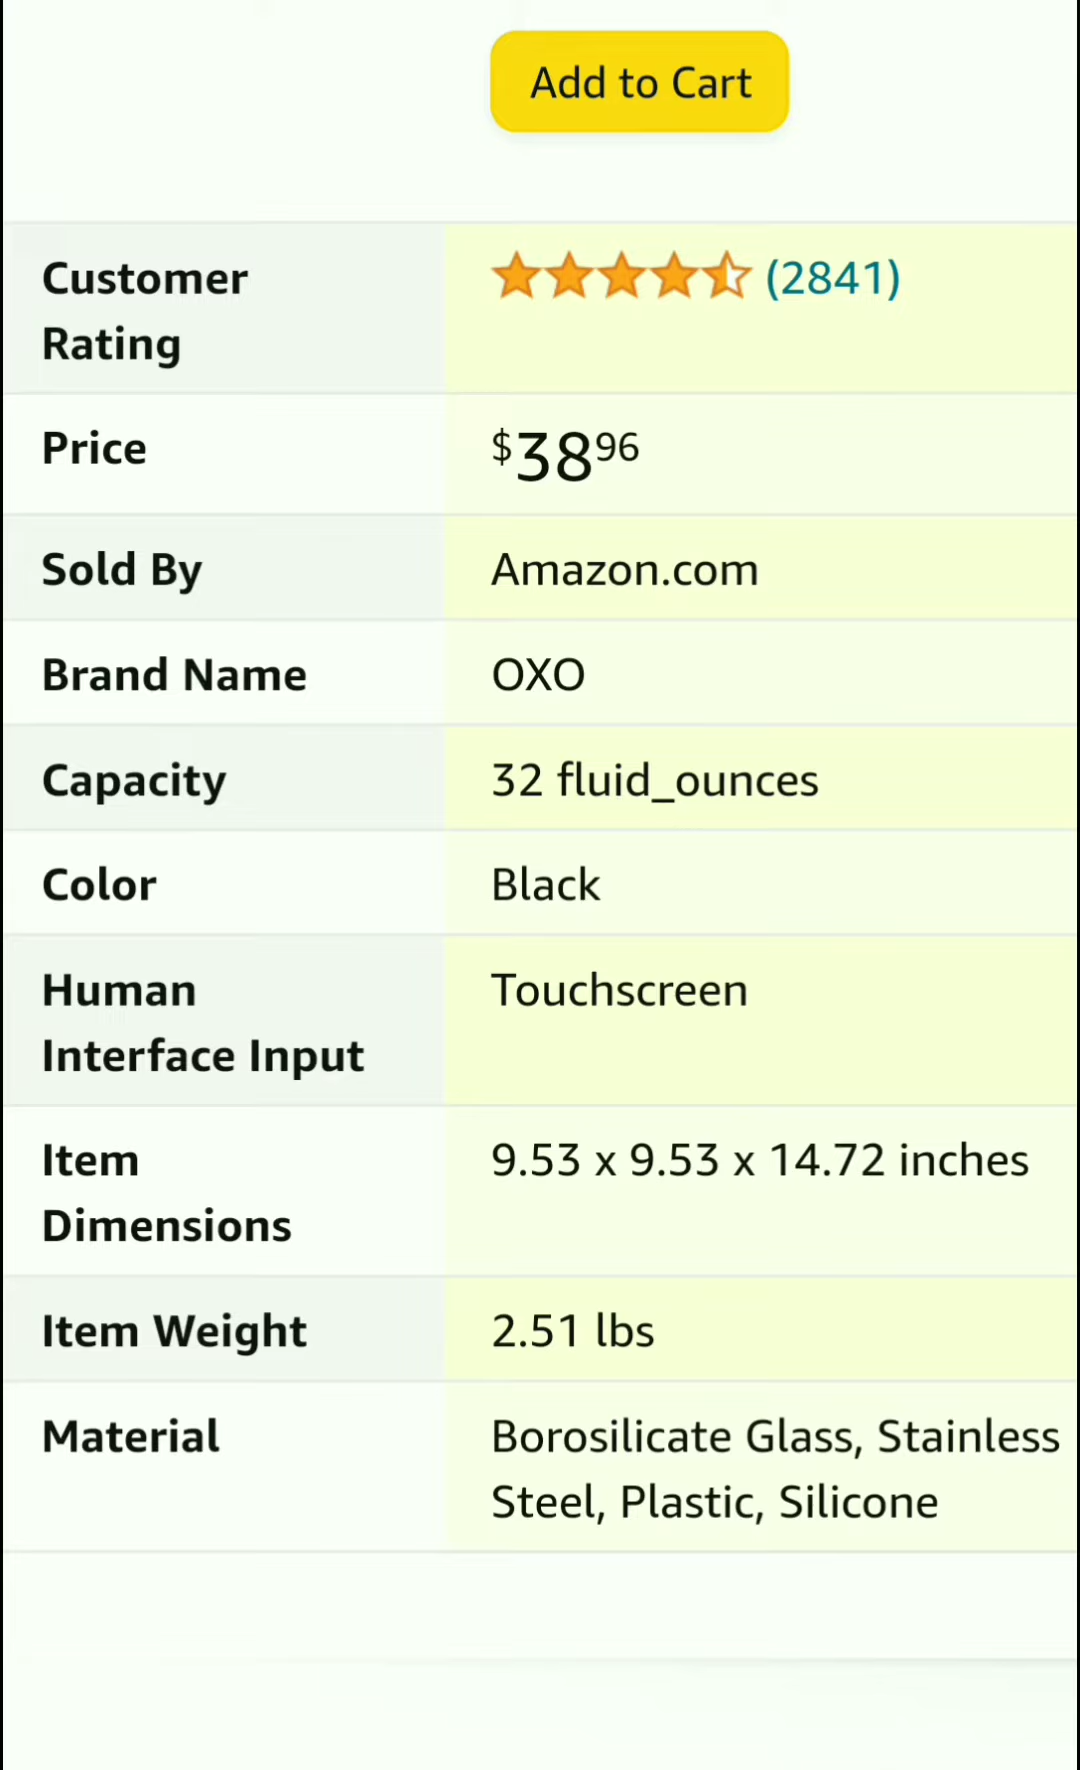 Add to Cart
Customer
Rating
(2841)
Price
$3896
Sold By
Amazon.com
Brand Name
OXO
Capacity
32 fluid_ounces
Color
Black
Human
Interface Input
Touchscreen
Item
Dimensions
9.53 x 9.53 x 14.72 inches
Item Weight
2.51 lbs
Material
Borosilicate Glass, Stainless
Steel, Plastic, Silicone